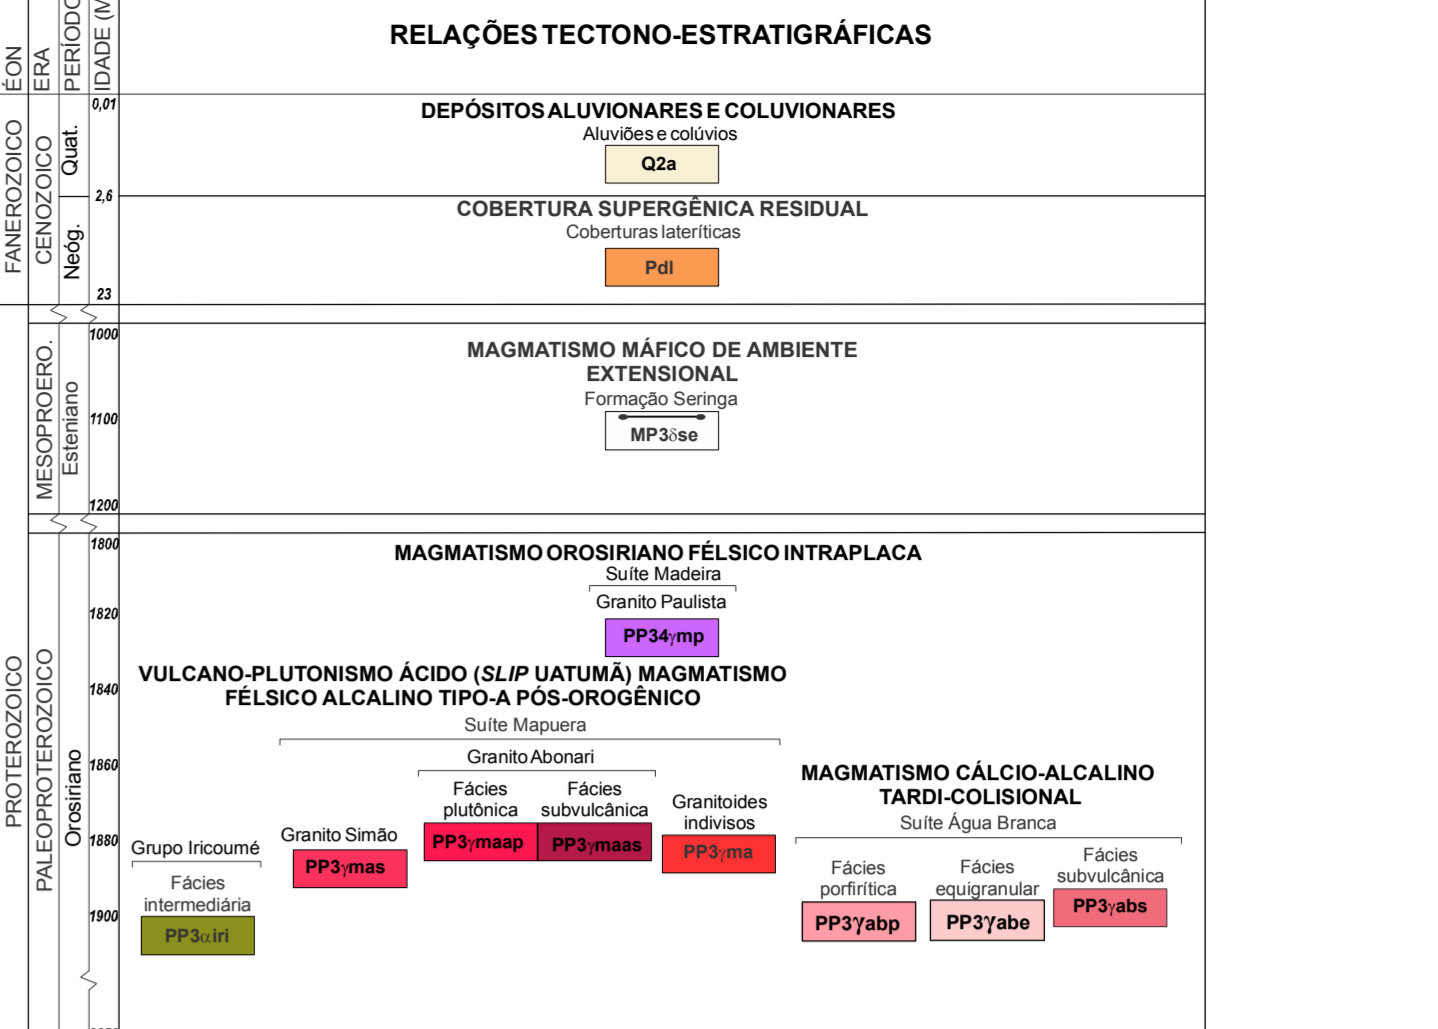 RELAÇÕES TECTONO-ESTRATIGRÁFICAS
ÉON
ERA
PERÍODO
IDADE (M
FANEROZOICO
CENOZOICO
Quat.
0,01
DEPÓSITOS ALUVIONARES E COLUVIONARES
Aluviões e colúvios
Q2a
2,6
Neóg.
COBERTURA SUPERGÊNICA RESIDUAL
Coberturas lateríticas
Pdl
23
MESOPROERO.
Esteniano
1000
MAGMATISMO MÁFICO DE AMBIENTE
EXTENSIONAL
Formação Seringa
1100
MP3δse
1200
PROTEROZOICO
PALEOPROTEROZOICO
Orosiriano
1800
MAGMATISMO OROSIRIANO FÉLSICO INTRAPLACA
Suíte Madeira
Granito Paulista
1820
PP34γmp
VULCANO-PLUTONISMO ÁCIDO (SLIP UATUMÃ) MAGMATISMO
FÉLSICO ALCALINO TIPO-A PÓS-OROGÊNICO
1840
Suíte Mapuera
Granito Abonari
1860
Fácies
plutônica
Fácies
subvulcânica
Granitoides
indivisos
Granito Simão
PP3γmaap
PP3γmaas
PP3γma
PP3γmas
1880
MAGMATISMO CÁLCIO-ALCALINO
TARDI-COLISIONAL
Suíte Água Branca
Grupo Iricoumé
Fácies
intermediária
PP3αiri
1900
Fácies
porfirítica
PP3γabp
Fácies
equigranular
PP3γabe
Fácies
subvulcânica
PP3γabs